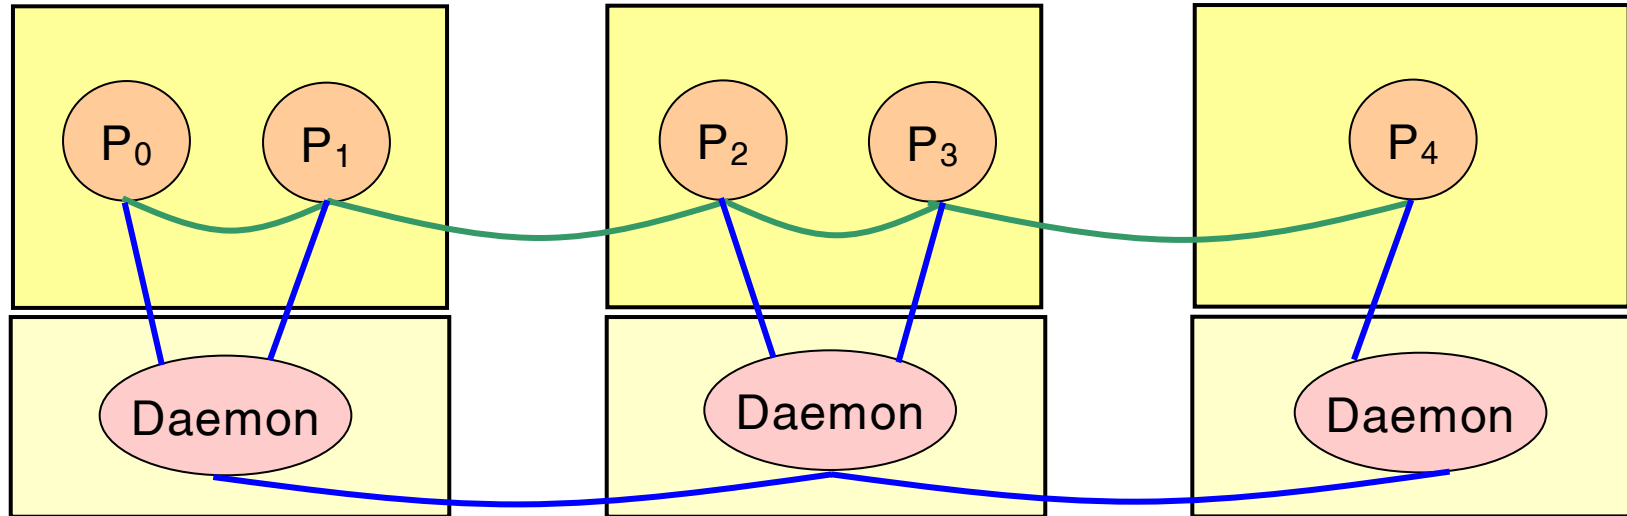 P₀ P₁ P₂ P₃ P₄
Daemon Daemon Daemon